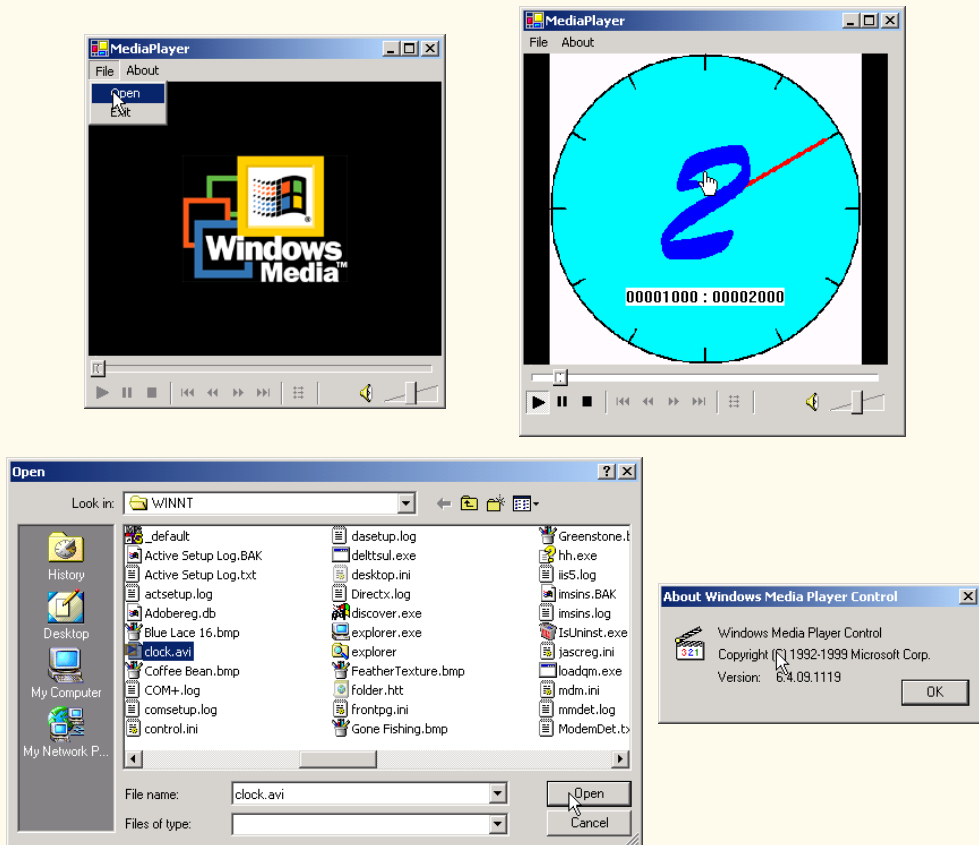 MediaPlayer
File About
Open
Exit
Windows
Media™
MediaPlayer
File About
2
00001000 : 00002000
Open
Look in: WINNT
History
Desktop
My Computer
My Network P...
_default
Active Setup Log.BAK
Active Setup Log.txt
actsetup.log
Adobereg.db
Blue Lace 16.bmp
clock.avi
Coffee Bean.bmp
COM+.log
comsetup.log
control.ini
dasetup.log
delttsul.exe
desktop.ini
Directx.log
discover.exe
explorer.exe
explorer
FeatherTexture.bmp
folder.htt
frontpg.ini
Gone Fishing.bmp
Greenstone.b
hh.exe
iis5.log
imsins.BAK
imsins.log
IsUninst.exe
jascreg.ini
loadqm.exe
mdm.ini
mmdet.log
ModemDet.tx
File name: clock.avi
Open
Files of type:
Cancel
About Windows Media Player Control
Windows Media Player Control
321
Copyright (C) 1992-1999 Microsoft Corp.
Version: 6.4.09.1119
OK